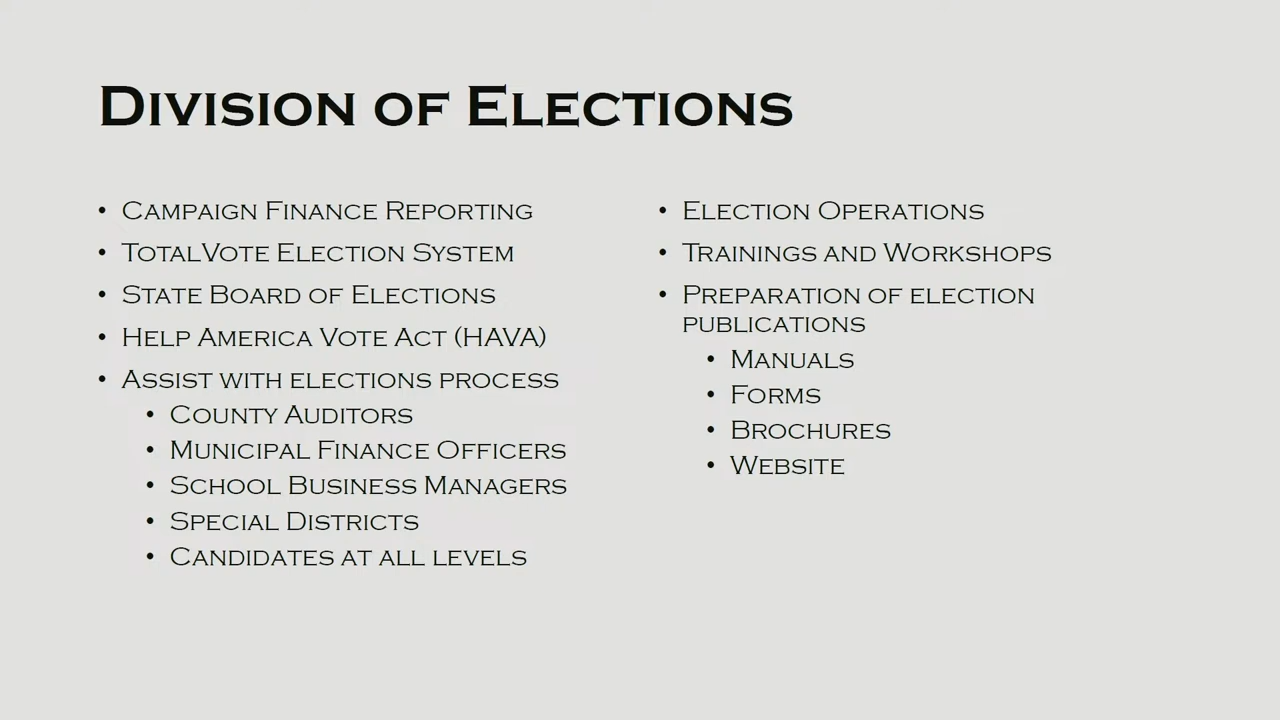 Division of Elections
• Campaign Finance Reporting
• TotalVote Election System
• State Board of Elections
• Help America Vote Act (HAVA)
• Assist with elections process
• County Auditors
• Municipal Finance Officers
• School Business Managers
• Special Districts
• Candidates at all levels
• Election Operations
• Trainings and Workshops
• Preparation of election
publications
• Manuals
• Forms
• Brochures
• Website